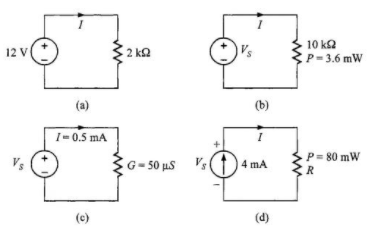 I
12 V
+
−
2 kΩ
(a)
I
+
−
V_S
10 kΩ
P = 3.6 mW
(b)
I = 0.5 mA
V_S
+
−
G = 50 μS
(c)
I
+
V_S
−
4 mA
P = 80 mW
R
(d)